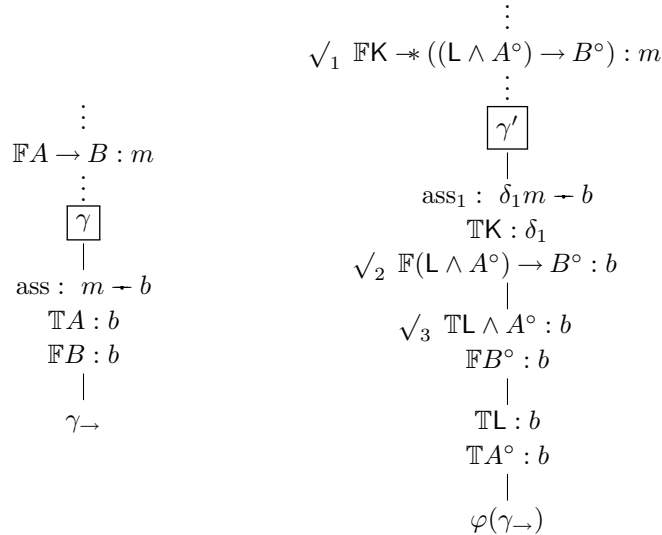 ⋮
𝔽A → B : m
⋮
γ
ass : m ⤙ b
𝕋A : b
𝔽B : b
γ→
⋮
√1 𝔽K −∗ ((L ∧ A°) → B°) : m
⋮
γ′
ass1 : δ1m ⤙ b
𝕋K : δ1
√2 𝔽(L ∧ A°) → B° : b
√3 𝕋L ∧ A° : b
𝔽B° : b
𝕋L : b
𝕋A° : b
φ(γ→)